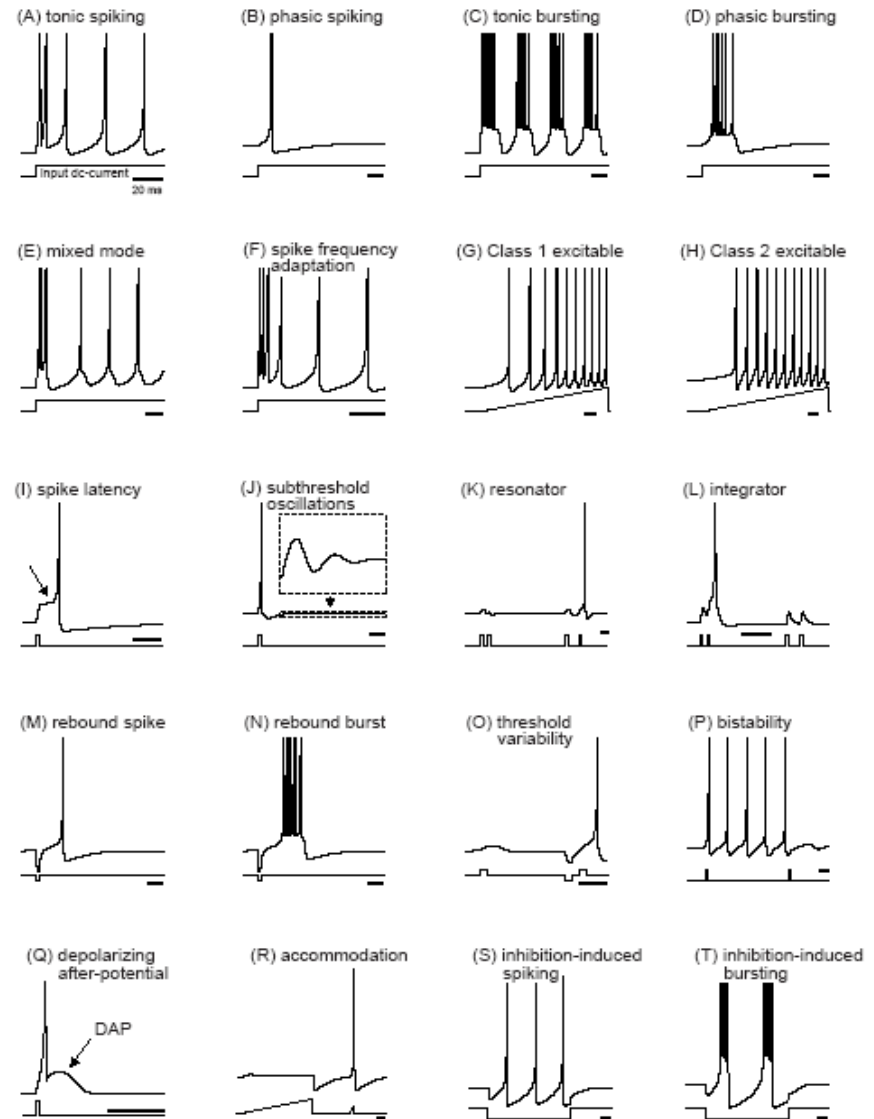 (A) tonic spiking
(B) phasic spiking
(C) tonic bursting
(D) phasic bursting
input dc-current
20 ms
(E) mixed mode
(F) spike frequency
adaptation
(G) Class 1 excitable
(H) Class 2 excitable
(I) spike latency
(J) subthreshold
oscillations
(K) resonator
(L) integrator
(M) rebound spike
(N) rebound burst
(O) threshold
variability
(P) bistability
(Q) depolarizing
after-potential
DAP
(R) accommodation
(S) inhibition-induced
spiking
(T) inhibition-induced
bursting